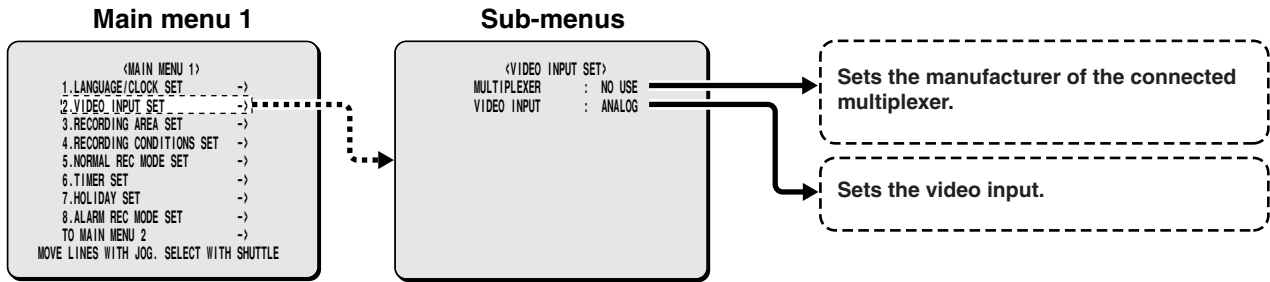 Main menu 1
<MAIN MENU 1>
1.LANGUAGE/CLOCK SET ->
2.VIDEO INPUT SET ->
3.RECORDING AREA SET ->
4.RECORDING CONDITIONS SET ->
5.NORMAL REC MODE SET ->
6.TIMER SET ->
7.HOLIDAY SET ->
8.ALARM REC MODE SET ->
TO MAIN MENU 2 ->
MOVE LINES WITH JOG. SELECT WITH SHUTTLE
Sub-menus
<VIDEO INPUT SET>
MULTIPLEXER : NO USE
VIDEO INPUT : ANALOG
Sets the manufacturer of the connected
multiplexer.
Sets the video input.